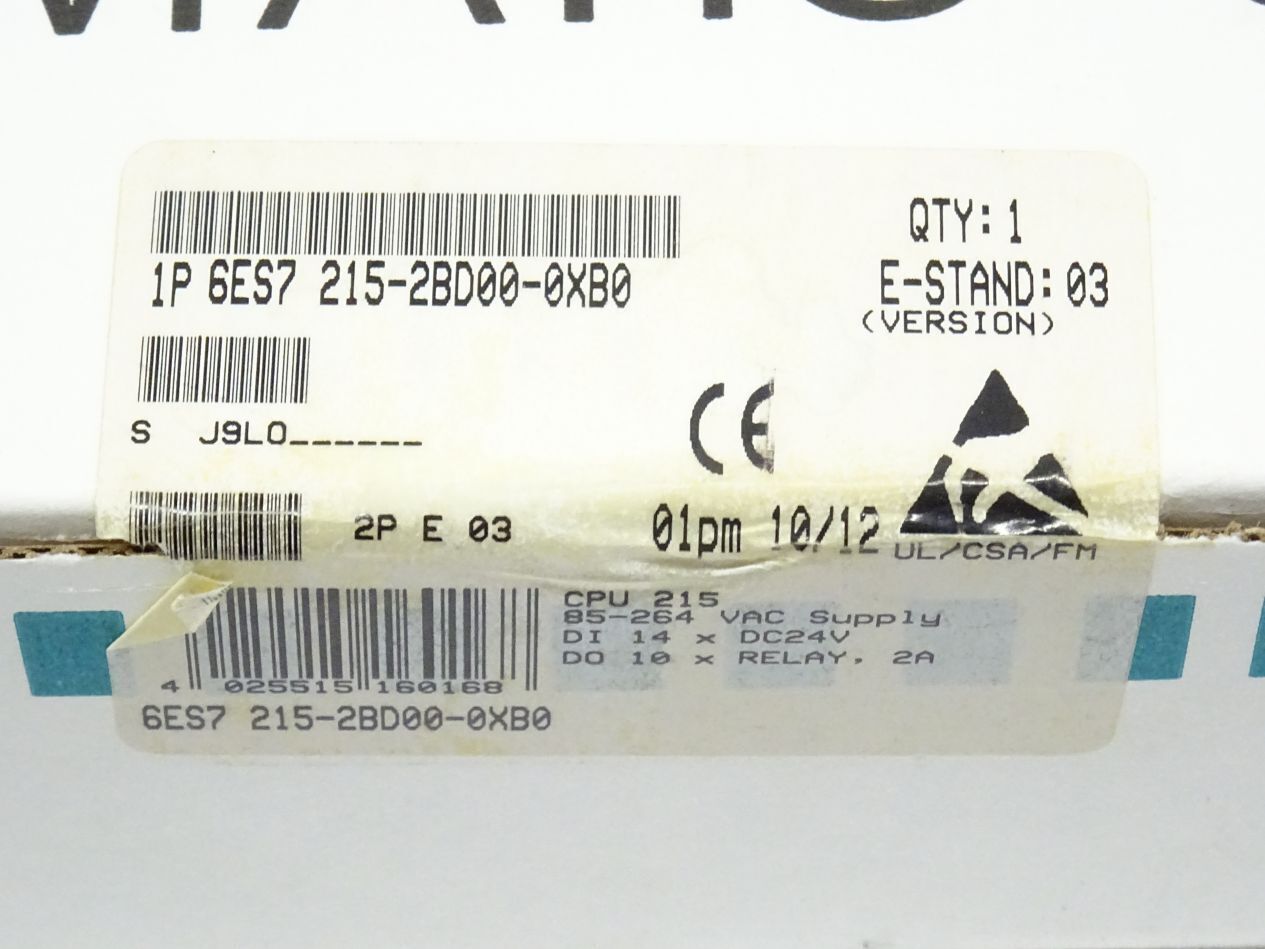 QTY: 1
1P 6ES7 215-2BD00-0XB0
E-STAND: 03
(VERSION)
S J9L0______
CE
2P E 03
01pm 10/12
UL/CSA/FM
CPU 215
85-264 VAC Supply
DI 14 x DC24V
DO 10 x RELAY, 2A
4 025515 160168
6ES7 215-2BD00-0XB0